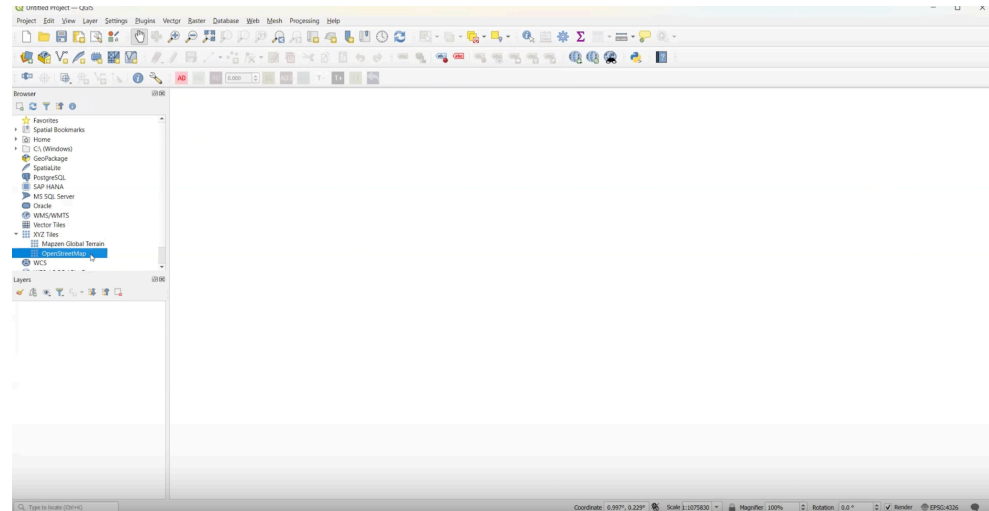 Untitled Project — QGIS
Project Edit View Layer Settings Plugins Vector Raster Database Web Mesh Processing Help
0.000
Browser
Favorites
Spatial Bookmarks
Home
C:\ (Windows)
GeoPackage
SpatiaLite
PostgreSQL
SAP HANA
MS SQL Server
Oracle
WMS/WMTS
Vector Tiles
XYZ Tiles
Mapzen Global Terrain
OpenStreetMap
WCS
Layers
Type to locate (Ctrl+K) Coordinate 0.997°, 0.229° Scale 1:1075830 Magnifier 100% Rotation 0.0 ° Render EPSG:4326